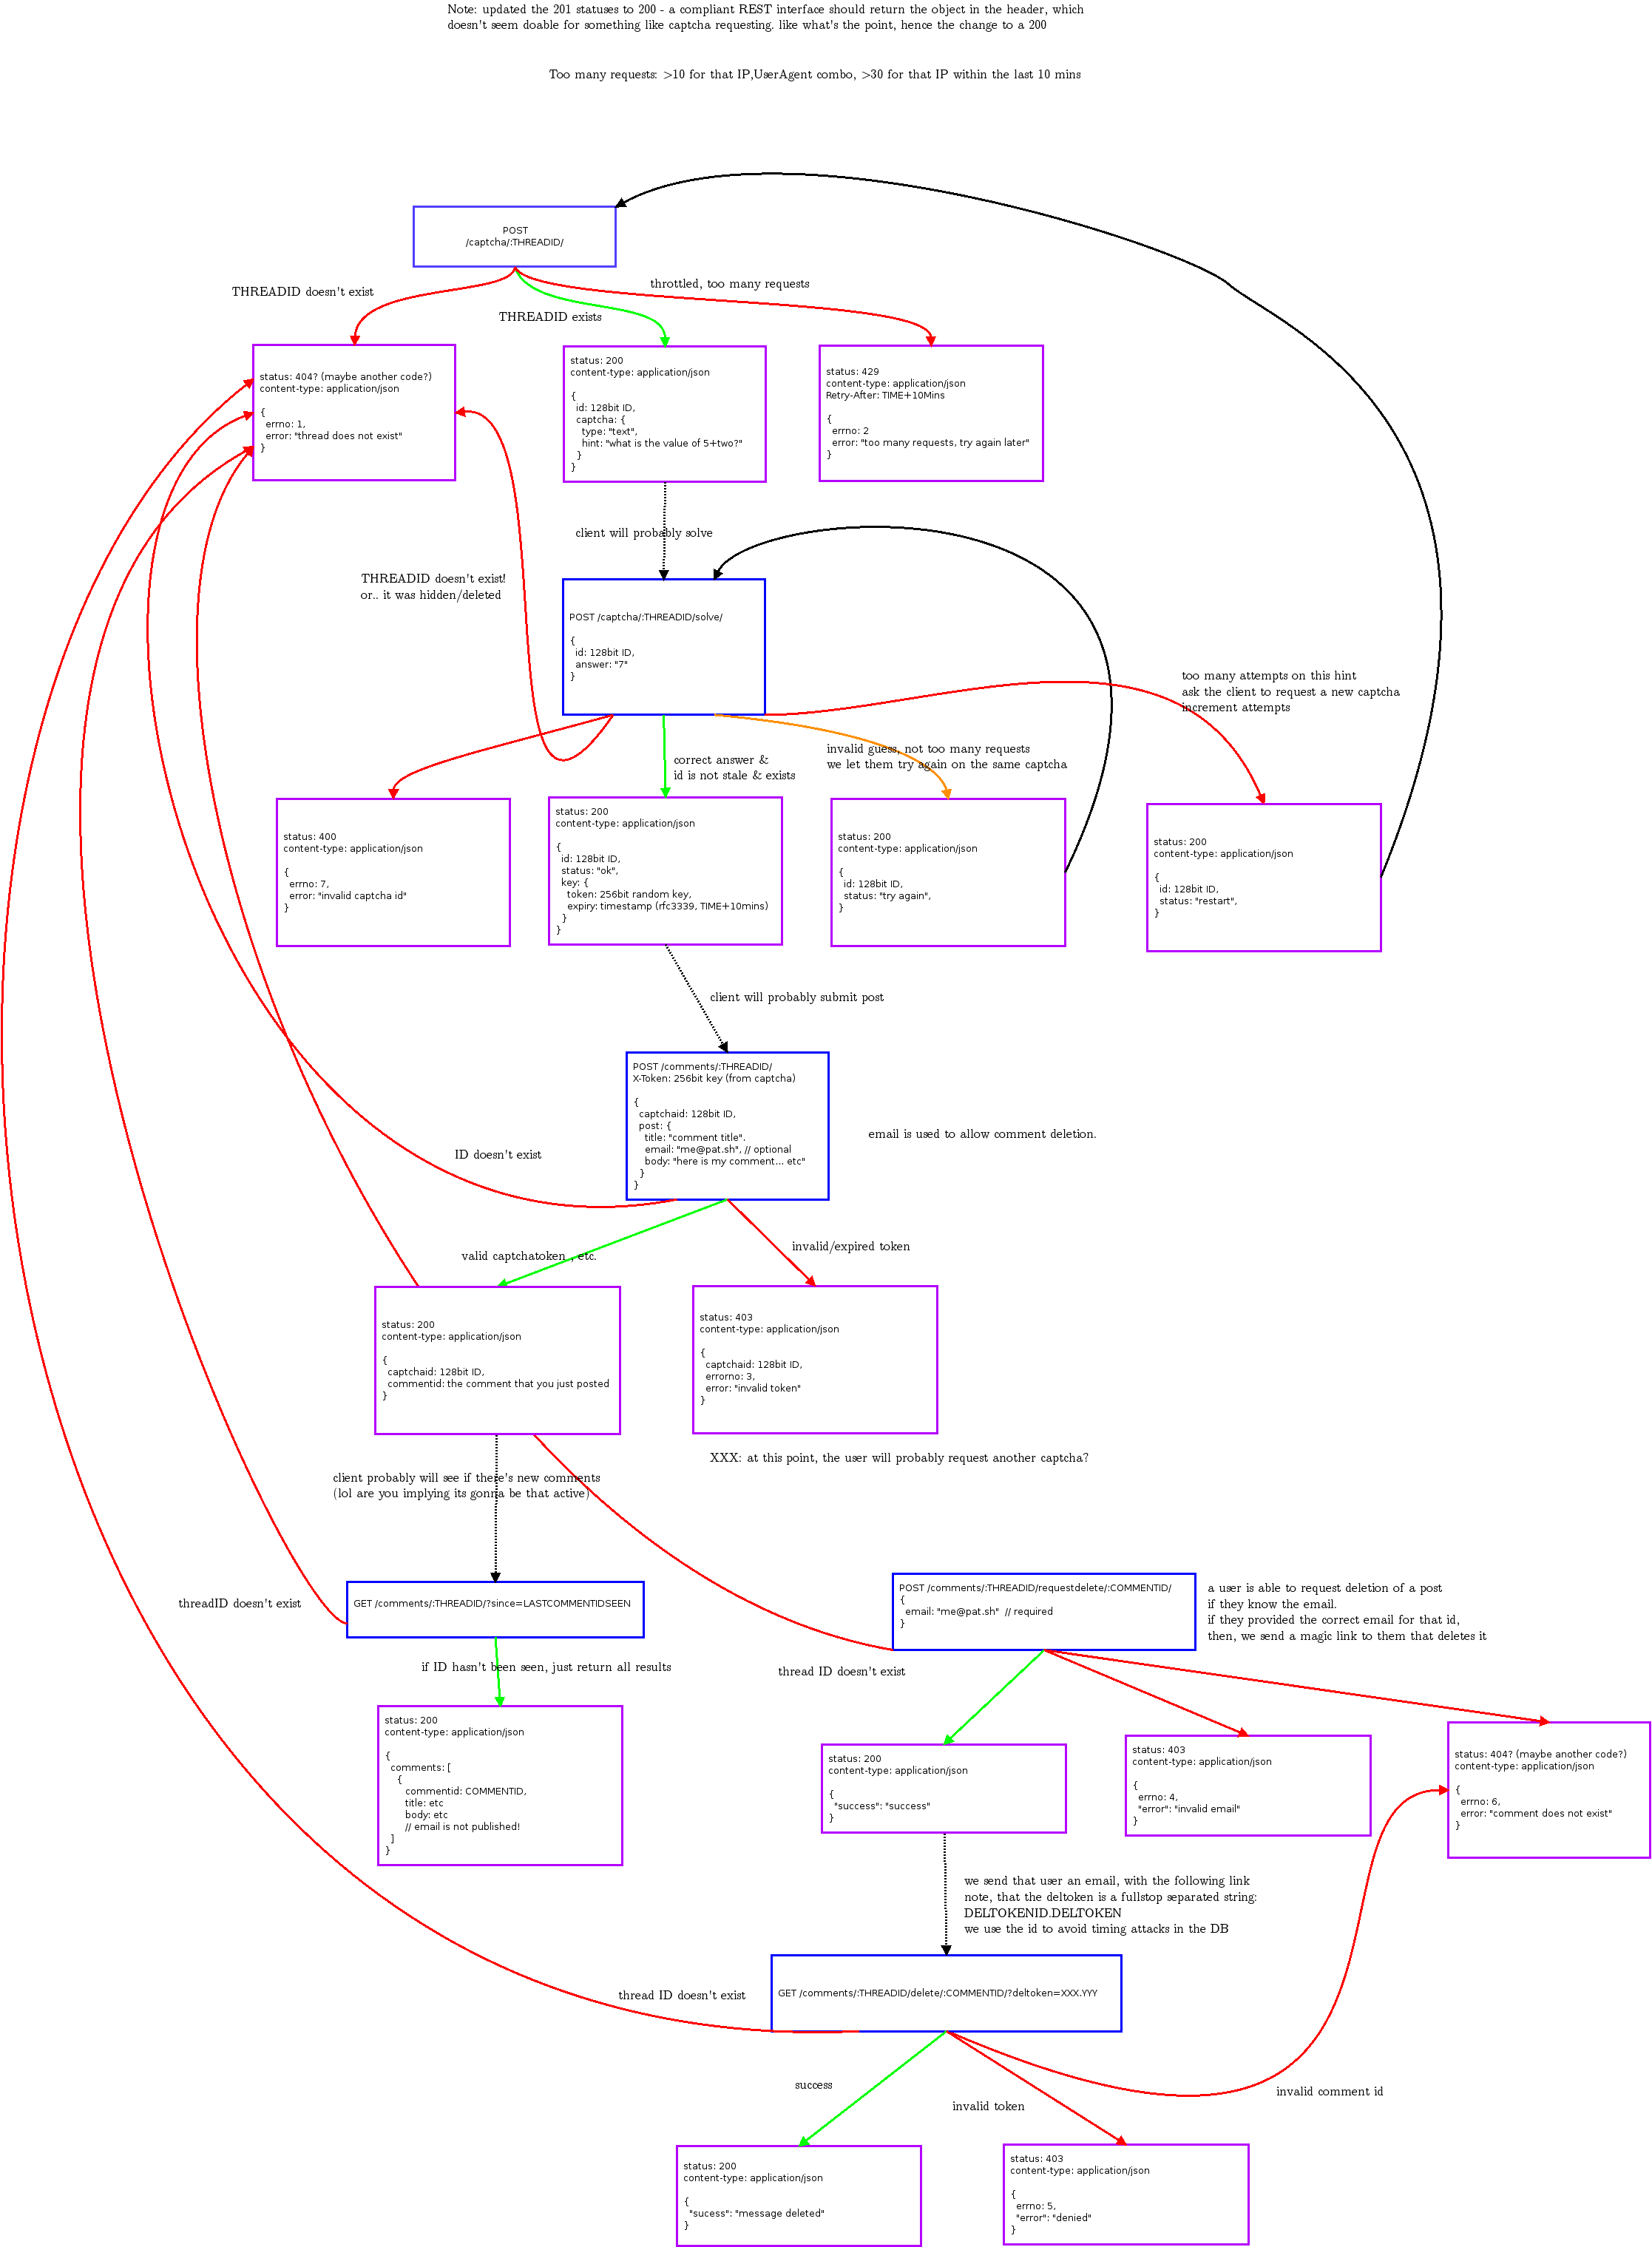 Note: updated the 201 statuses to 200 - a compliant REST interface should return the object in the header, which
doesn't seem doable for something like captcha requesting. like what's the point, hence the change to a 200
Too many requests: >10 for that IP,UserAgent combo, >30 for that IP within the last 10 mins
POST
/captcha/:THREADID/
THREADID doesn't exist
THREADID exists
throttled, too many requests
status: 404? (maybe another code?)
content-type: application/json
{
errno: 1,
error: "thread does not exist"
}
status: 200
content-type: application/json
{
id: 128bit ID,
captcha: {
type: "text",
hint: "what is the value of 5+two?"
}
}
status: 429
content-type: application/json
Retry-After: TIME+10Mins
{
errno: 2
error: "too many requests, try again later"
}
client will probably solve
THREADID doesn't exist!
or.. it was hidden/deleted
POST /captcha/:THREADID/solve/
{
id: 128bit ID,
answer: "7"
}
too many attempts on this hint
ask the client to request a new captcha
increment attempts
correct answer &
id is not stale & exists
invalid guess, not too many requests
we let them try again on the same captcha
status: 400
content-type: application/json
{
errno: 7,
error: "invalid captcha id"
}
status: 200
content-type: application/json
{
id: 128bit ID,
status: "ok",
key: {
token: 256bit random key,
expiry: timestamp (rfc3339, TIME+10mins)
}
}
status: 200
content-type: application/json
{
id: 128bit ID,
status: "try again",
}
status: 200
content-type: application/json
{
id: 128bit ID,
status: "restart",
}
client will probably submit post
POST /comments/:THREADID/
X-Token: 256bit key (from captcha)
{
captchaid: 128bit ID,
post: {
title: "comment title".
email: "me@pat.sh", // optional
body: "here is my comment... etc"
}
}
email is used to allow comment deletion.
ID doesn't exist
valid captchatoken , etc.
invalid/expired token
status: 200
content-type: application/json
{
captchaid: 128bit ID,
commentid: the comment that you just posted
}
status: 403
content-type: application/json
{
captchaid: 128bit ID,
errorno: 3,
error: "invalid token"
}
XXX: at this point, the user will probably request another captcha?
client probably will see if there's new comments
(lol are you implying its gonna be that active)
threadID doesn't exist
GET /comments/:THREADID/?since=LASTCOMMENTIDSEEN
POST /comments/:THREADID/requestdelete/:COMMENTID/
{
email: "me@pat.sh" // required
}
a user is able to request deletion of a post
if they know the email.
if they provided the correct email for that id,
then, we send a magic link to them that deletes it
if ID hasn't been seen, just return all results
thread ID doesn't exist
status: 200
content-type: application/json
{
comments: [
{
commentid: COMMENTID,
title: etc
body: etc
// email is not published!
]
}
status: 200
content-type: application/json
{
"success": "success"
}
status: 403
content-type: application/json
{
errno: 4,
"error": "invalid email"
}
status: 404? (maybe another code?)
content-type: application/json
{
errno: 6,
error: "comment does not exist"
}
we send that user an email, with the following link
note, that the deltoken is a fullstop separated string:
DELTOKENID.DELTOKEN
we use the id to avoid timing attacks in the DB
thread ID doesn't exist
GET /comments/:THREADID/delete/:COMMENTID/?deltoken=XXX.YYY
success
invalid token
invalid comment id
status: 200
content-type: application/json
{
"sucess": "message deleted"
}
status: 403
content-type: application/json
{
errno: 5,
"error": "denied"
}